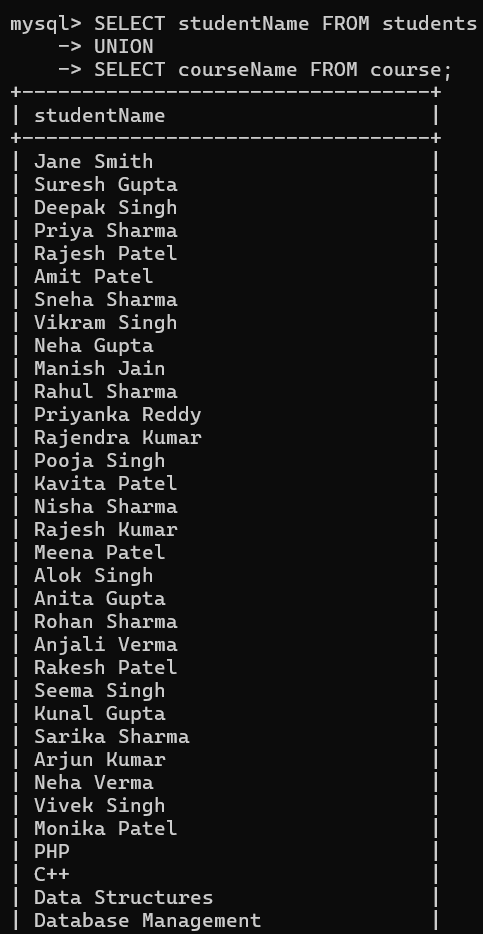 mysql> SELECT studentName FROM students
    -> UNION
    -> SELECT courseName FROM course;
+----------------------------------+
| studentName                      |
+----------------------------------+
| Jane Smith                       |
| Suresh Gupta                     |
| Deepak Singh                     |
| Priya Sharma                     |
| Rajesh Patel                     |
| Amit Patel                       |
| Sneha Sharma                     |
| Vikram Singh                     |
| Neha Gupta                       |
| Manish Jain                      |
| Rahul Sharma                     |
| Priyanka Reddy                   |
| Rajendra Kumar                   |
| Pooja Singh                      |
| Kavita Patel                     |
| Nisha Sharma                     |
| Rajesh Kumar                     |
| Meena Patel                      |
| Alok Singh                       |
| Anita Gupta                      |
| Rohan Sharma                     |
| Anjali Verma                     |
| Rakesh Patel                     |
| Seema Singh                      |
| Kunal Gupta                      |
| Sarika Sharma                    |
| Arjun Kumar                      |
| Neha Verma                       |
| Vivek Singh                      |
| Monika Patel                     |
| PHP                              |
| C++                              |
| Data Structures                  |
| Database Management              |